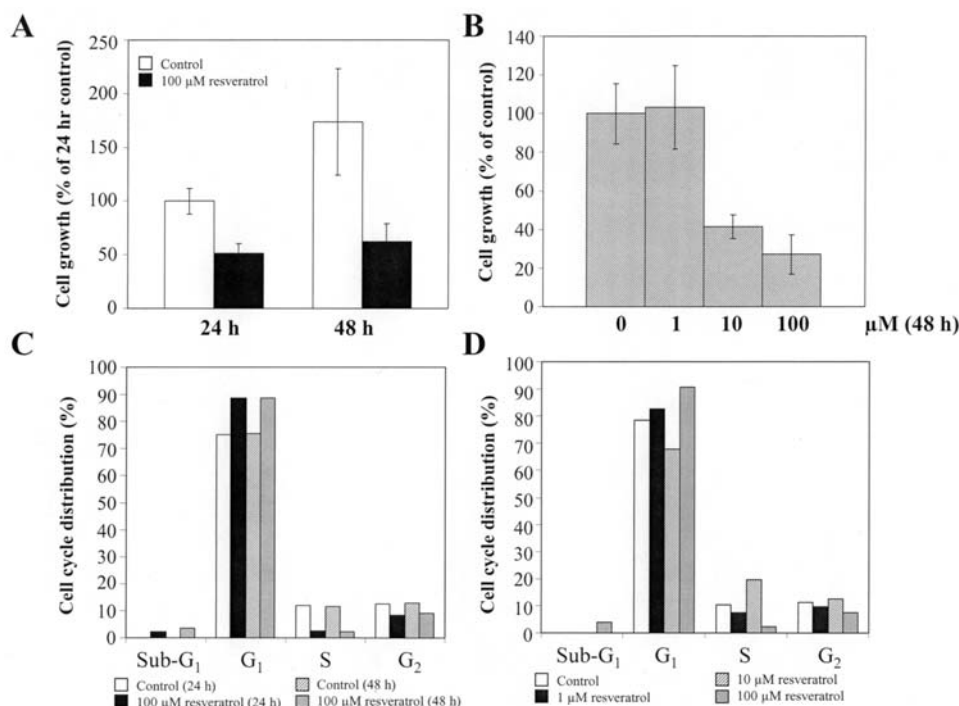 A
Cell growth (% of 24 hr control)
250
200
150
100
50
0
Control
100 µM resveratrol
24 h 48 h
B
Cell growth (% of control)
140
120
100
80
60
40
20
0
0 1 10 100 µM (48 h)
C
Cell cycle distribution (%)
100
90
80
70
60
50
40
30
20
10
0
Sub-G₁ G₁ S G₂
Control (24 h) Control (48 h)
100 µM resveratrol (24 h) 100 µM resveratrol (48 h)
D
Cell cycle distribution (%)
100
90
80
70
60
50
40
30
20
10
0
Sub-G₁ G₁ S G₂
Control 10 µM resveratrol
1 µM resveratrol 100 µM resveratrol